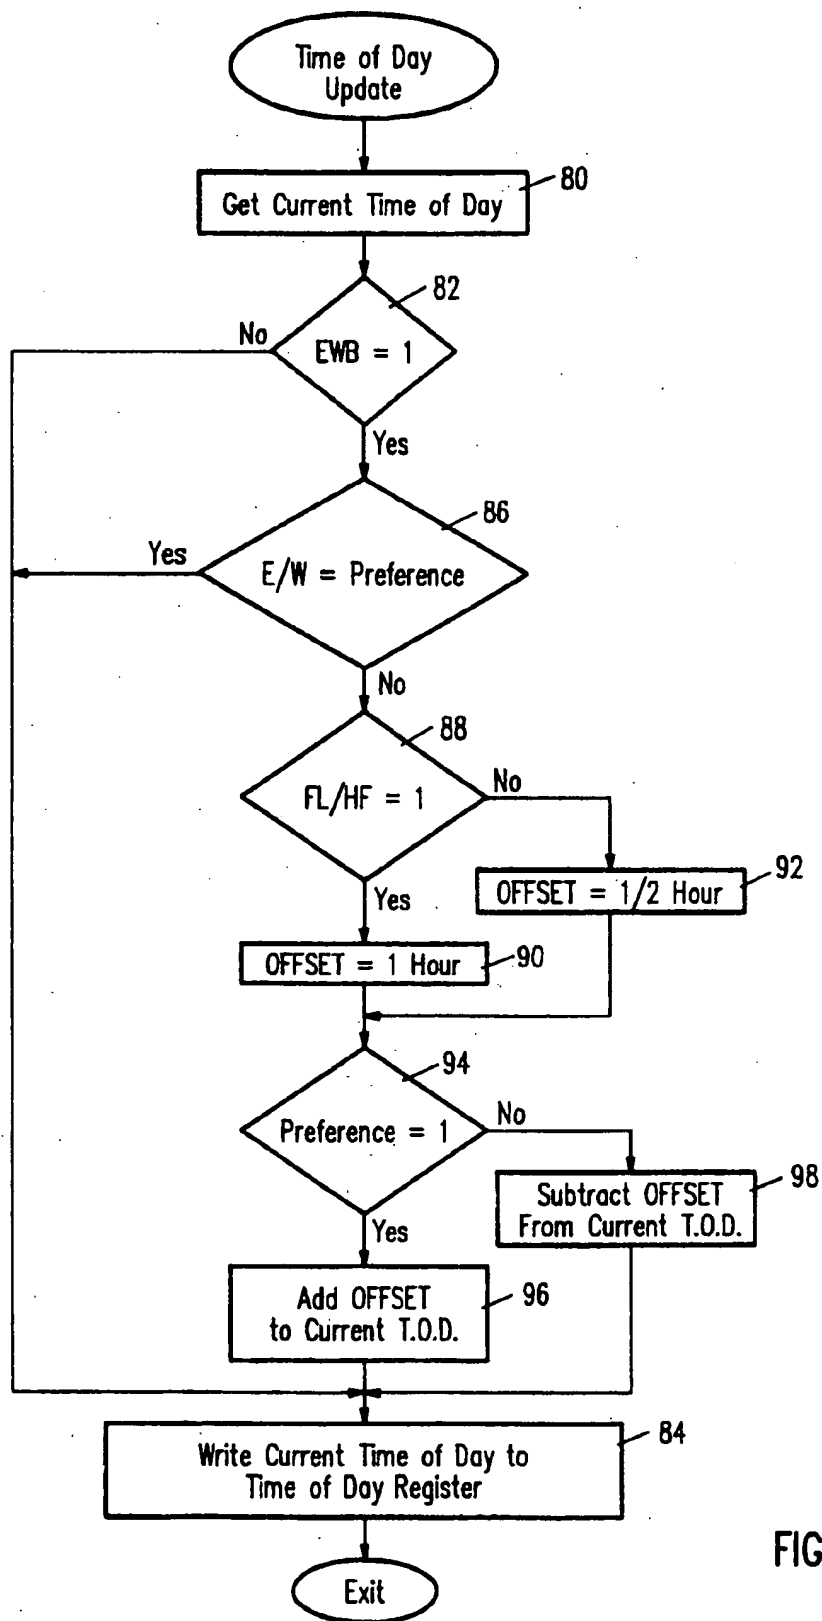 Time of Day
Update
80
Get Current Time of Day
82
No
EWB = 1
Yes
86
Yes
E/W = Preference
No
88
FL/HF = 1
No
92
OFFSET = 1/2 Hour
Yes
90
OFFSET = 1 Hour
94
Preference = 1
No
98
Subtract OFFSET
From Current T.O.D.
Yes
96
Add OFFSET
to Current T.O.D.
84
Write Current Time of Day to
Time of Day Register
FIG
Exit